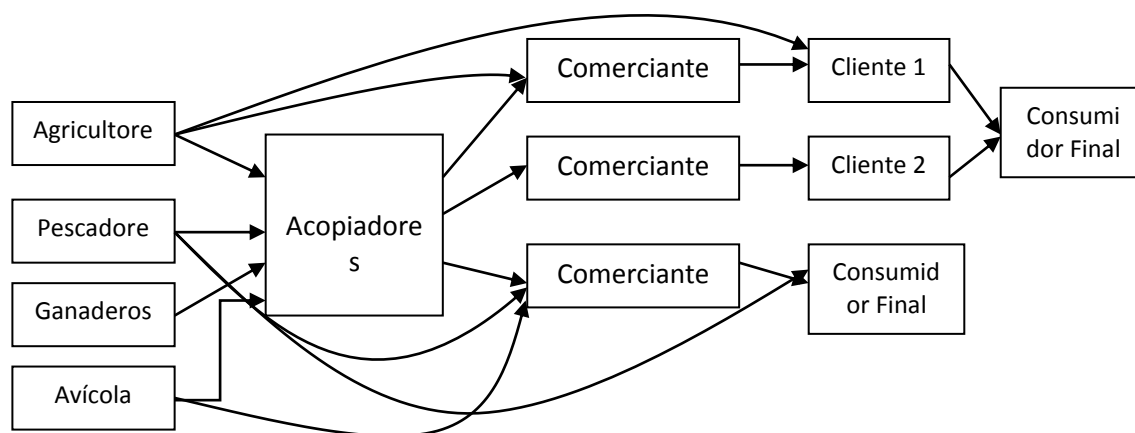 Agricultore
Pescadore
Ganaderos
Avícola
Acopiadore
s
Comerciante
Comerciante
Comerciante
Cliente 1
Cliente 2
Consumid
or Final
Consumi
dor Final